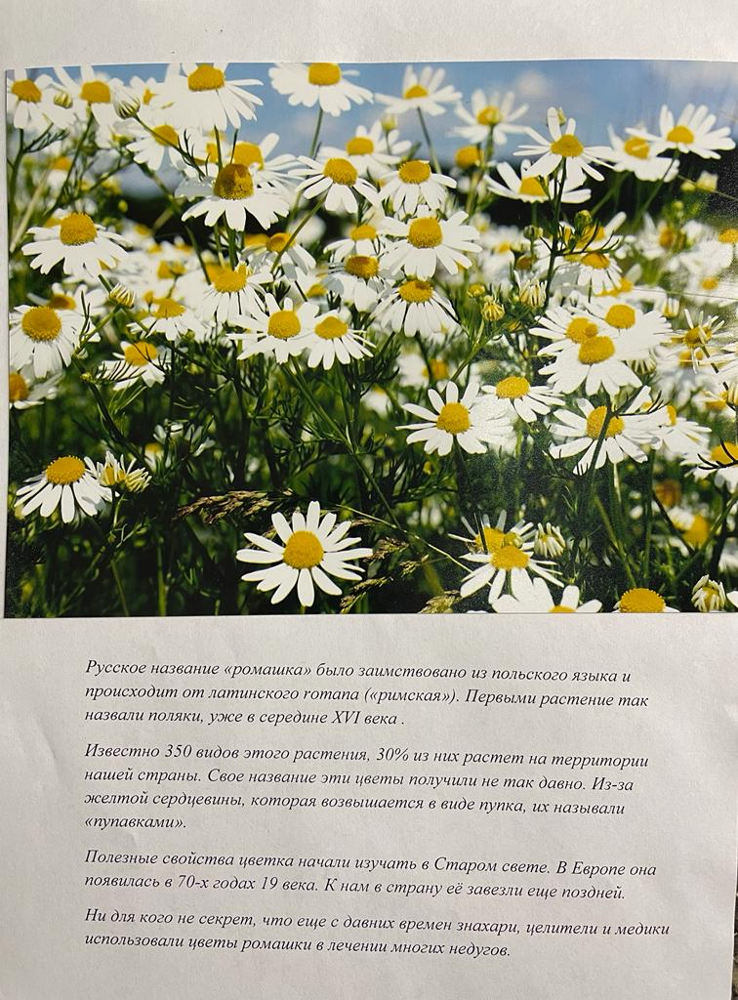 Русское название «ромашка» было заимствовано из польского языка и
происходит от латинского romana («римская»). Первыми растение так
назвали поляки, уже в середине XVI века .
Известно 350 видов этого растения, 30% из них растет на территории
нашей страны. Свое название эти цветы получили не так давно. Из-за
желтой сердцевины, которая возвышается в виде пупка, их называли
«пупавками».
Полезные свойства цветка начали изучать в Старом свете. В Европе она
появилась в 70-х годах 19 века. К нам в страну её завезли еще поздней.
Ни для кого не секрет, что еще с давних времен знахари, целители и медики
использовали цветы ромашки в лечении многих недугов.